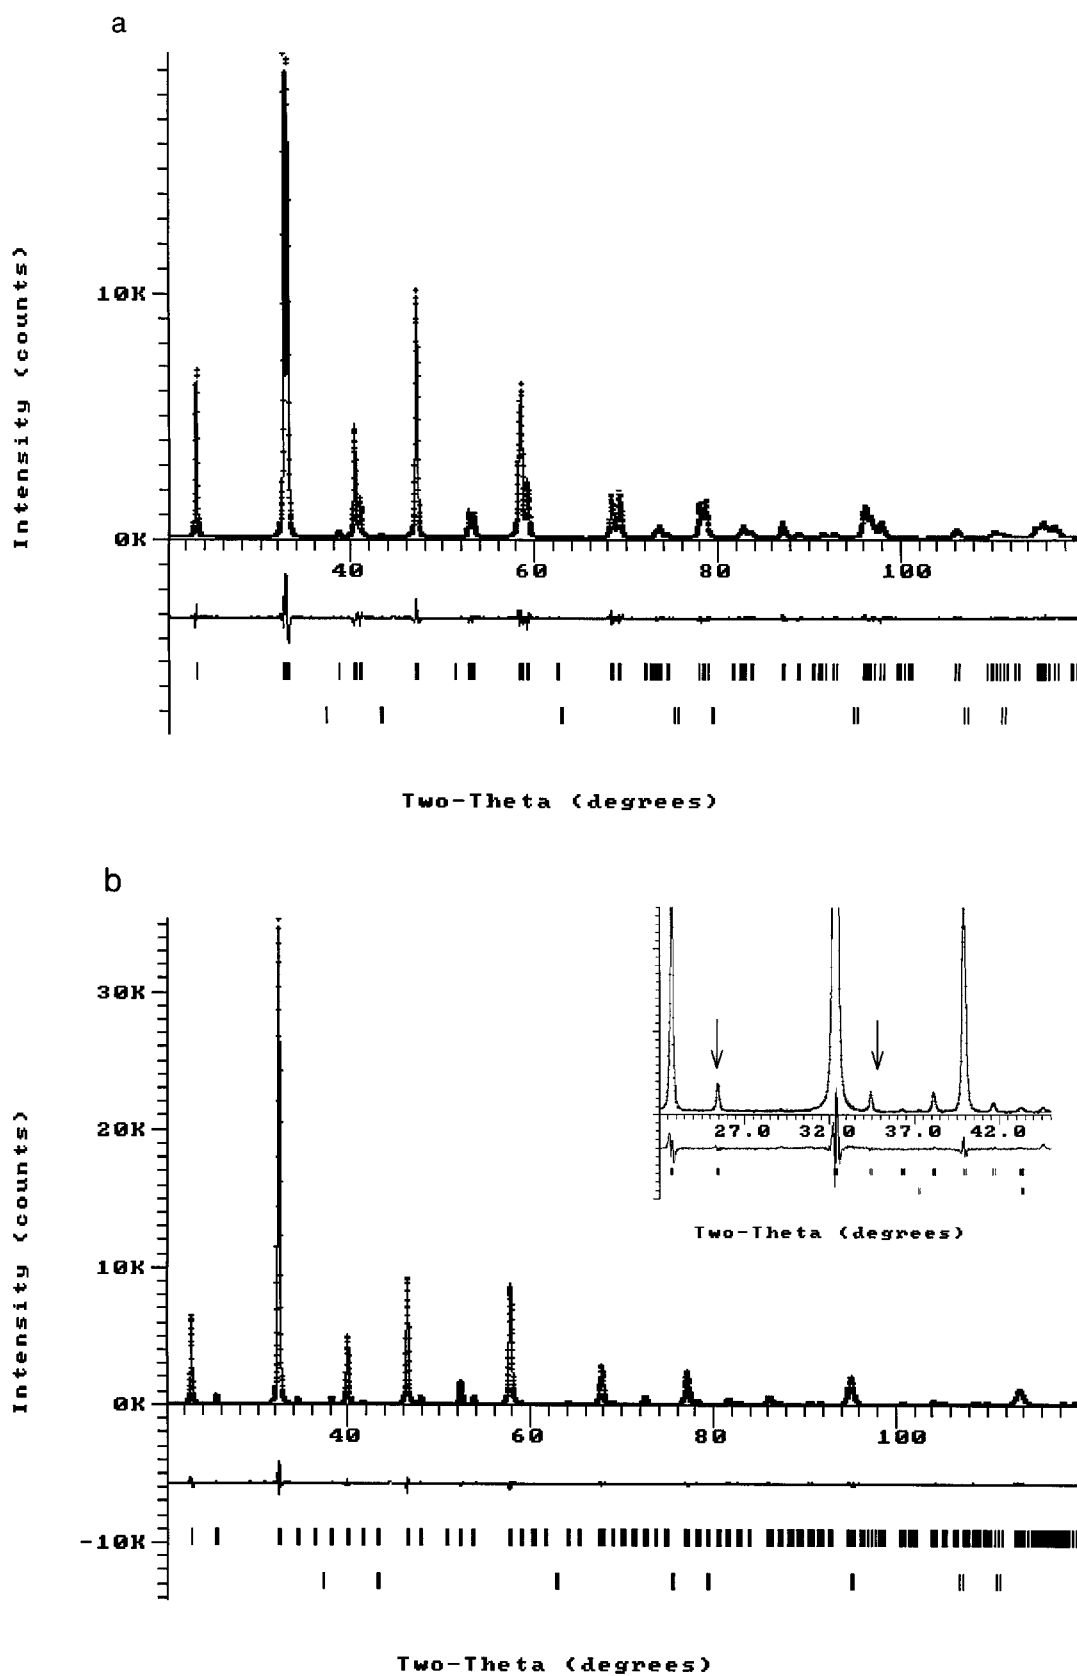 a
Intensity (counts)
10K
0K
40 60 80 100
Two-Theta (degrees)
b
Intensity (counts)
30K
20K
10K
0K
-10K
40 60 80 100
Two-Theta (degrees)
27.0 32.0 37.0 42.0
Two-Theta (degrees)